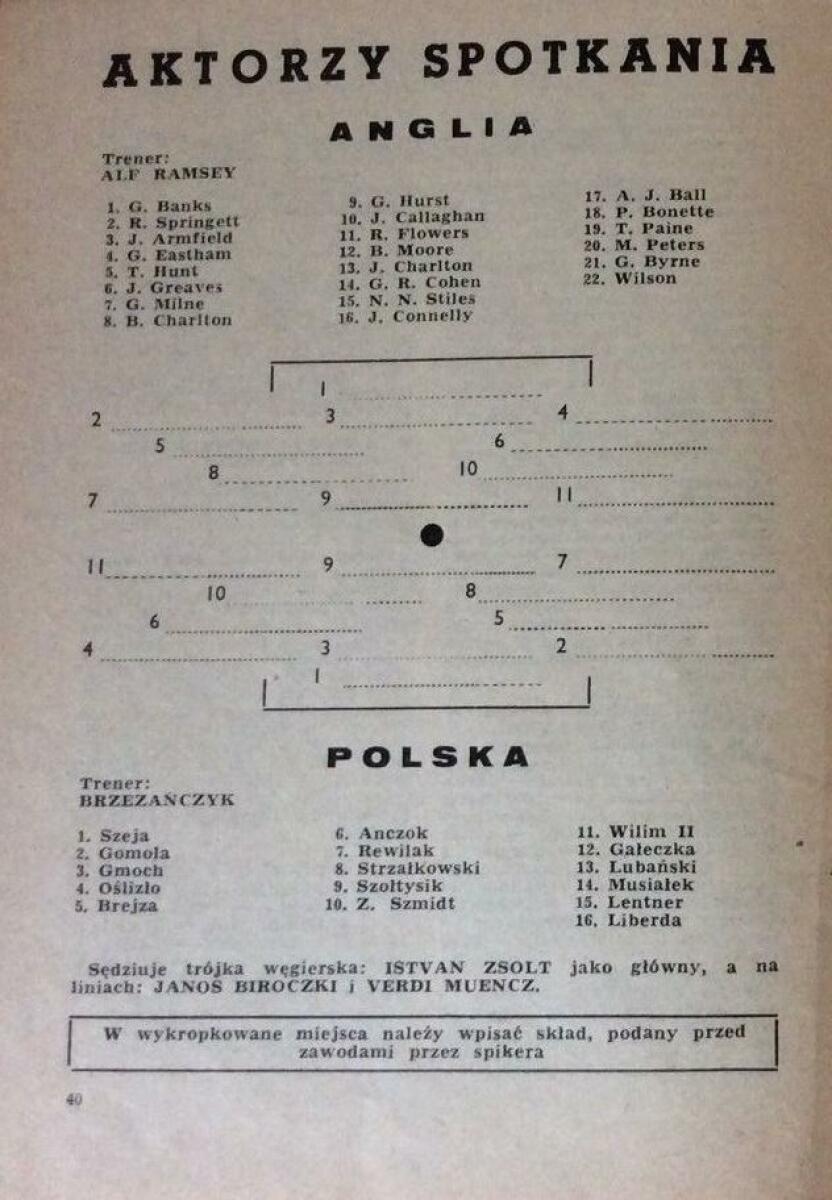 AKTORZY SPOTKANIA
ANGLIA
Trener:
ALF RAMSEY
1. G. Banks
2. R. Springett
3. J. Armfield
4. G. Eastham
5. T. Hunt
6. J. Greaves
7. G. Milne
8. B. Charlton
9. G. Hurst
10. J. Callaghan
11. R. Flowers
12. B. Moore
13. J. Charlton
14. G. R. Cohen
15. N. N. Stiles
16. J. Connelly
17. A. J. Ball
18. P. Bonette
19. T. Paine
20. M. Peters
21. G. Byrne
22. Wilson
1
2 3 4
5 6
8 10
7 9 11
11 9 7
10 8
6 5
4 3 2
1
POLSKA
Trener:
BRZEZAŃCZYK
1. Szeja
2. Gomola
3. Gmoch
4. Oślizło
5. Brejza
6. Anczok
7. Rewilak
8. Strzałkowski
9. Szołtysik
10. Z. Szmidt
11. Wilim II
12. Gałeczka
13. Lubański
14. Musiałek
15. Lentner
16. Liberda
Sędziuje trójka węgierska: ISTVAN ZSOLT jako główny, a na
liniach: JANOS BIROCZKI i VERDI MUENCZ.
W wykropkowane miejsca należy wpisać skład, podany przed
zawodami przez spikera
40